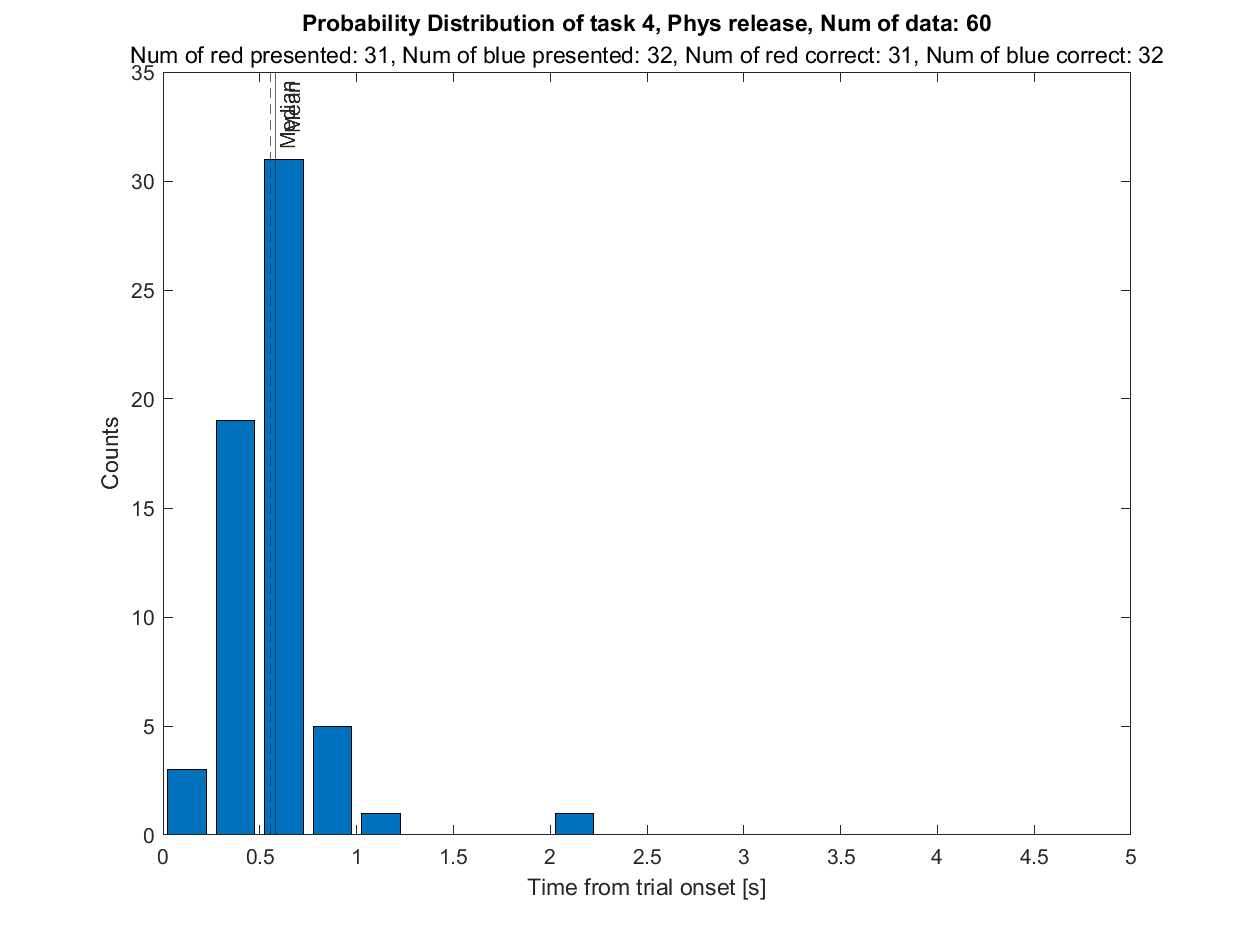 Probability Distribution of task 4, Phys release, Num of data: 60
Num of red presented: 31, Num of blue presented: 32, Num of red correct: 31, Num of blue correct: 32
35
Median
Mean
30
25
20
15
10
5
0
Counts
0 0.5 1 1.5 2 2.5 3 3.5 4 4.5 5
Time from trial onset [s]